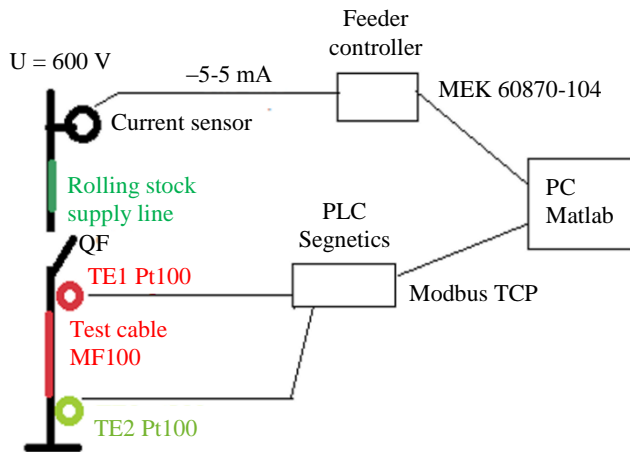 Feeder
controller
U = 600 V
–5-5 mA
MEK 60870-104
Current sensor
Rolling stock
supply line
PC
Matlab
PLC
Segnetics
QF
TE1 Pt100
Modbus TCP
Test cable
MF100
TE2 Pt100